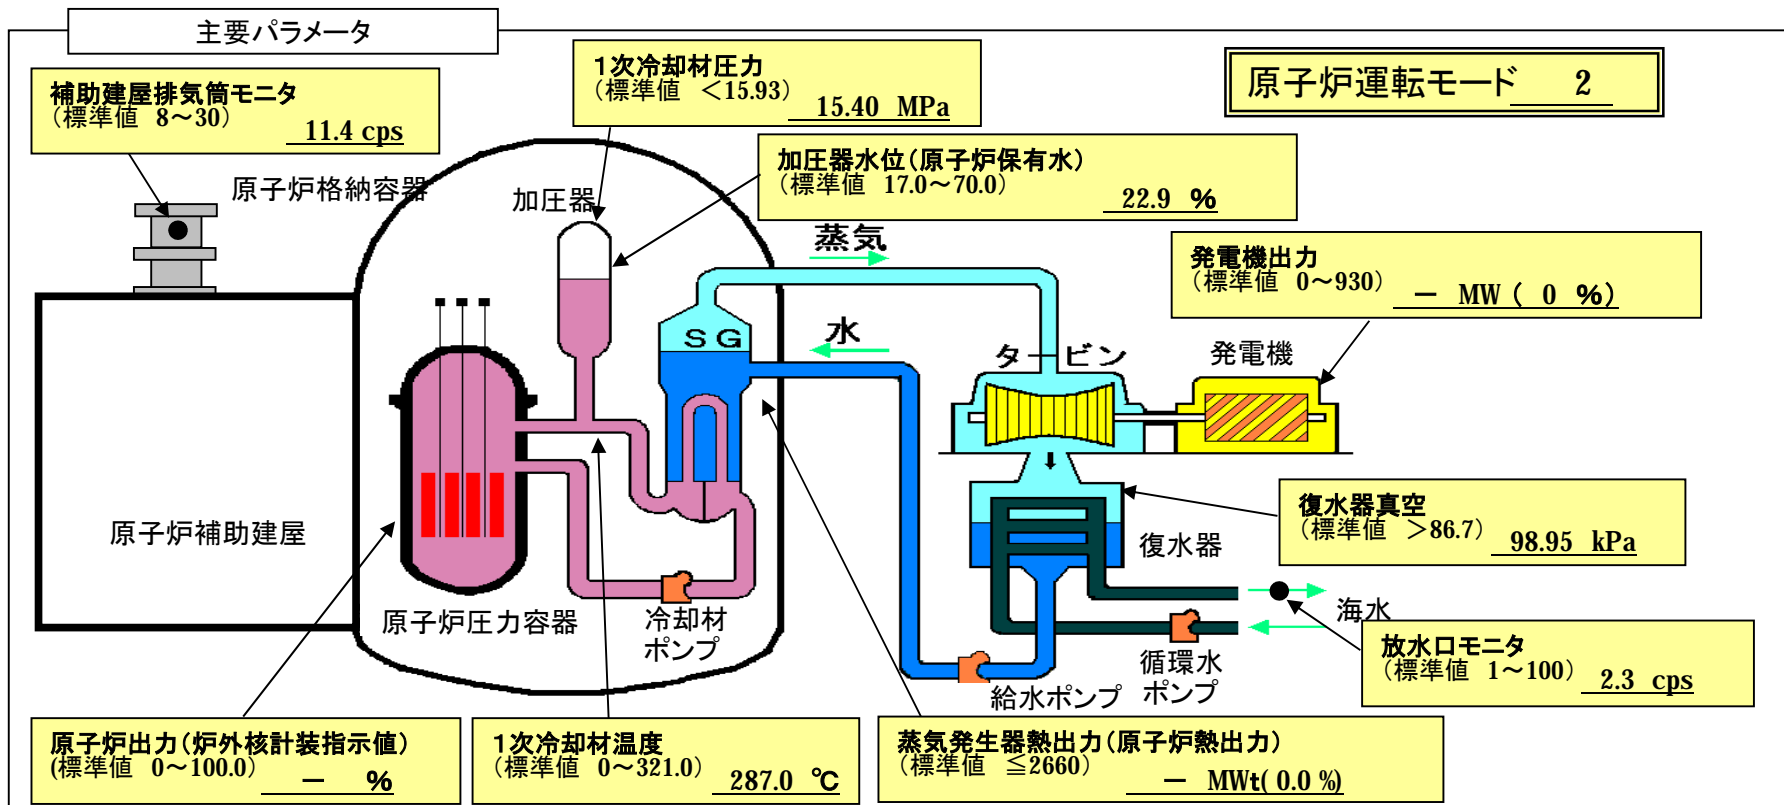 主要パラメータ
補助建屋排気筒モニタ
(標準値 8～30)
11.4 cps
1次冷却材圧力
(標準値 ＜15.93)
15.40 MPa
原子炉運転モード 2
加圧器水位(原子炉保有水)
(標準値 17.0～70.0)
22.9 %
原子炉格納容器
加圧器
蒸気
発電機出力
(標準値 0～930)
－ MW ( 0 %)
水
SG
タービン
発電機
復水器真空
(標準値 ＞86.7)
98.95 kPa
原子炉補助建屋
復水器
原子炉圧力容器
冷却材
ポンプ
海水
循環水
ポンプ
給水ポンプ
放水口モニタ
(標準値 1～100)
2.3 cps
原子炉出力(炉外核計装指示値)
(標準値 0～100.0)
－ %
1次冷却材温度
(標準値 0～321.0)
287.0 ℃
蒸気発生器熱出力(原子炉熱出力)
(標準値 ≦2660)
－ MWt( 0.0 %)